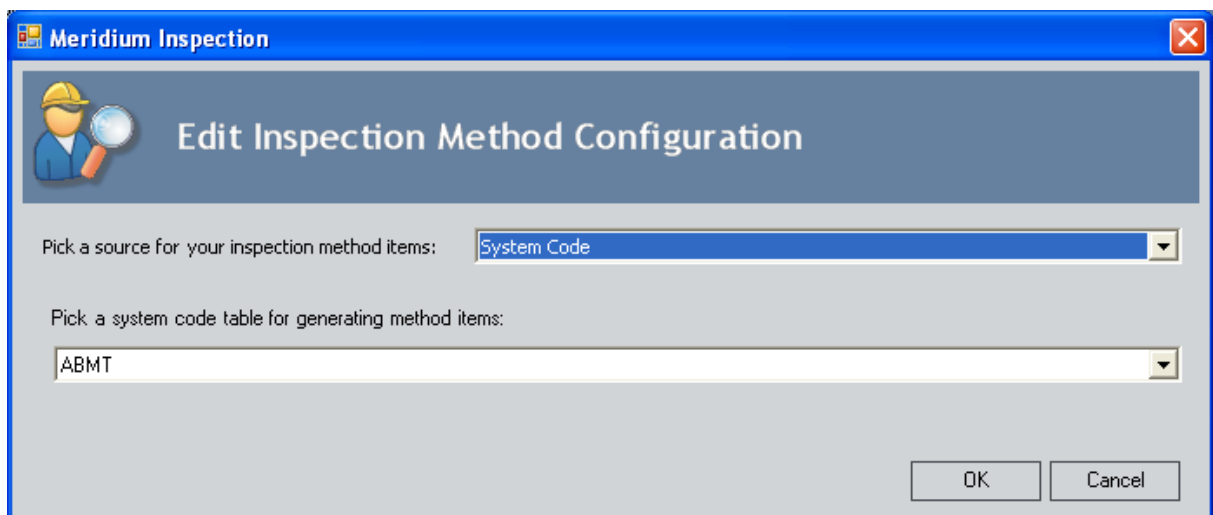 Meridium Inspection
Edit Inspection Method Configuration
Pick a source for your inspection method items: System Code
Pick a system code table for generating method items:
ABMT
OK Cancel